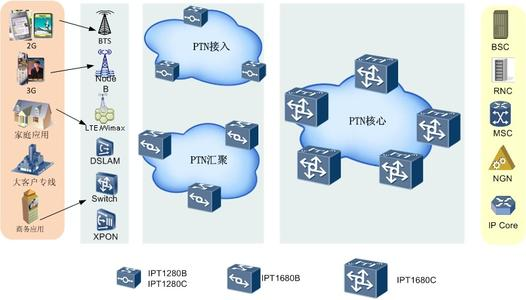 2G
3G
家庭应用
大客户专线
商务应用
BTS
Node
B
LTE/Wimax
DSLAM
Switch
XPON
PTN接入
PTN汇聚
PTN核心
BSC
RNC
MSC
NGN
IP Core
IPT1280B
IPT1280C
IPT1680B
IPT1680C